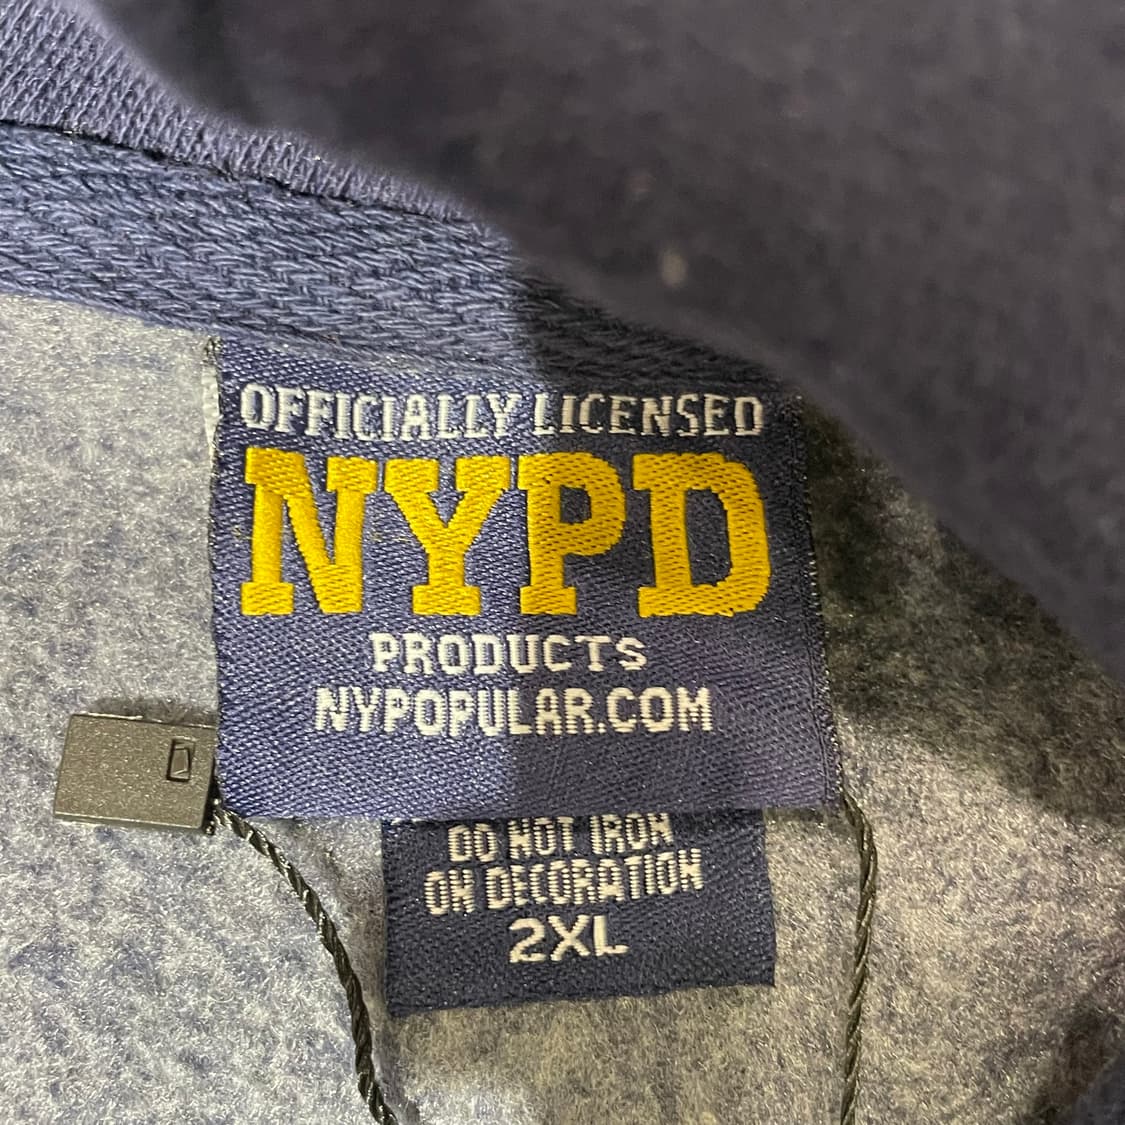 OFFICIALLY LICENSED
NYPD
PRODUCTS
NYPOPULAR.COM
DO NOT IRON
ON DECORATION
2XL